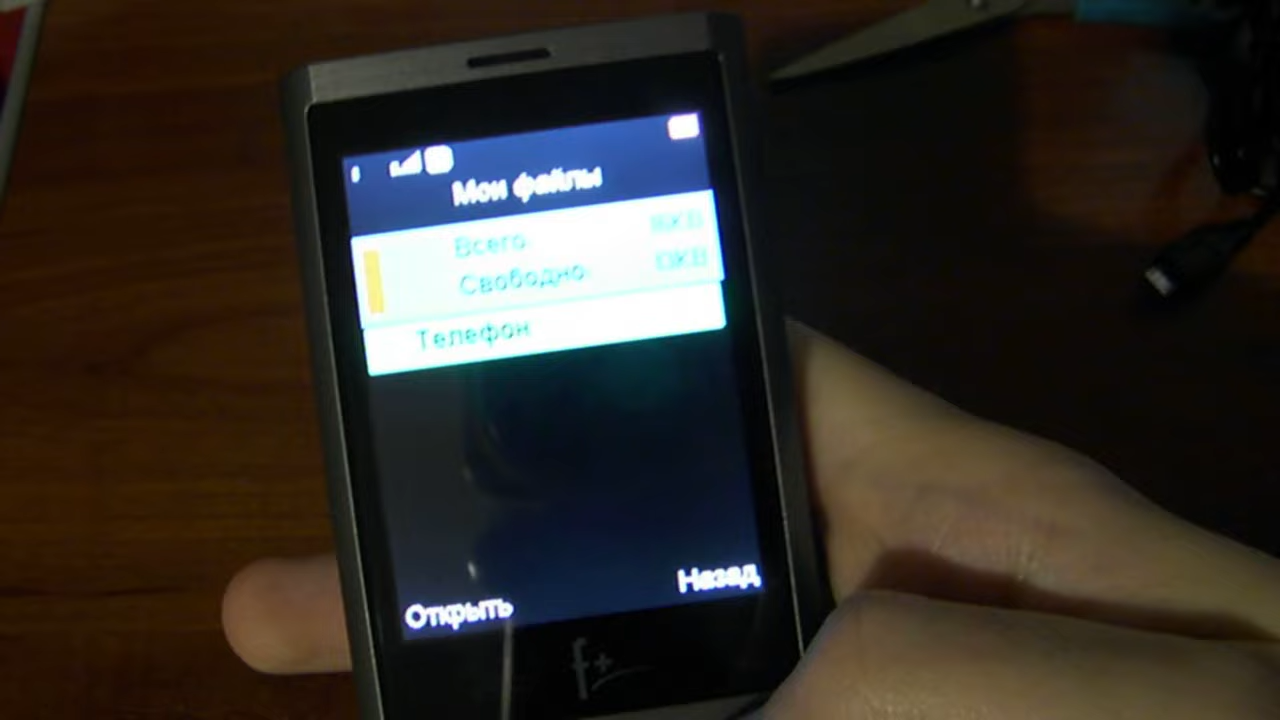 Мои файлы
Всего
Свободно
Телефон
Открыть
Назад
f+